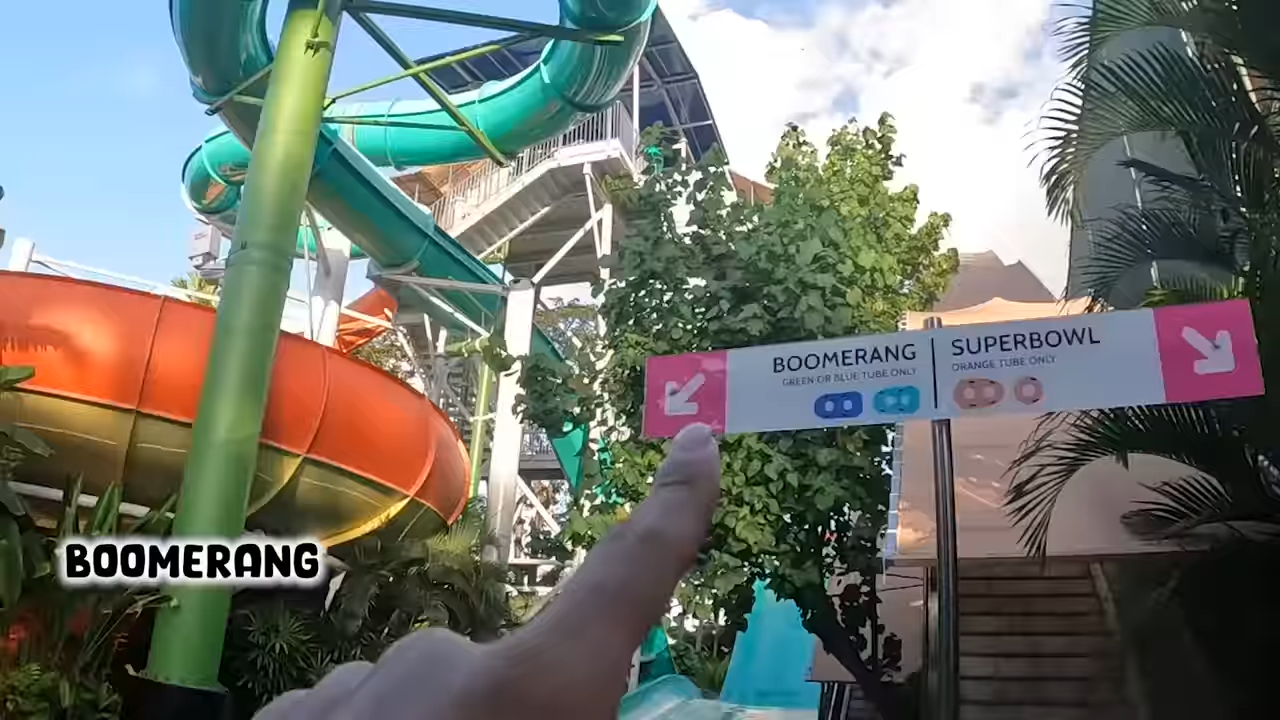 BOOMERANG
GREEN OR BLUE TUBE ONLY
SUPERBOWL
ORANGE TUBE ONLY
BOOMERANG